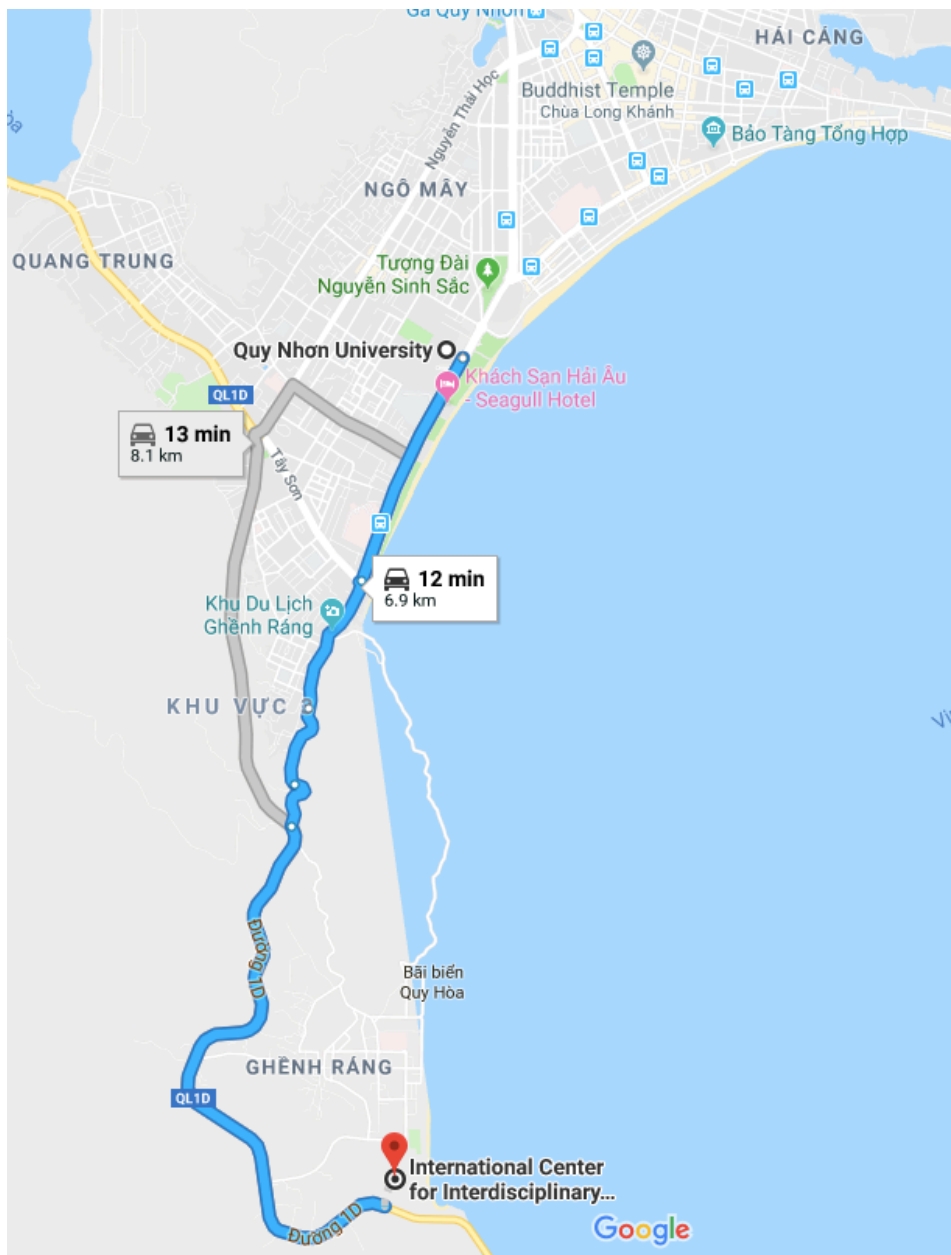 Ga Quy Nhơn
HẢI CẢNG
Buddhist Temple
Chùa Long Khánh
Bảo Tàng Tổng Hợp
Nguyễn Thái Học
NGÔ MÂY
QUANG TRUNG
Tượng Đài
Nguyễn Sinh Sắc
Quy Nhơn University
Khách Sạn Hải Âu
- Seagull Hotel
QL1D
13 min
8.1 km
Tây Sơn
12 min
6.9 km
Khu Du Lịch
Ghềnh Ráng
KHU VỰC
Đường 1D
Bãi biển
Quy Hòa
GHỀNH RÁNG
QL1D
International Center
for Interdisciplinary...
Đường 1D
Google